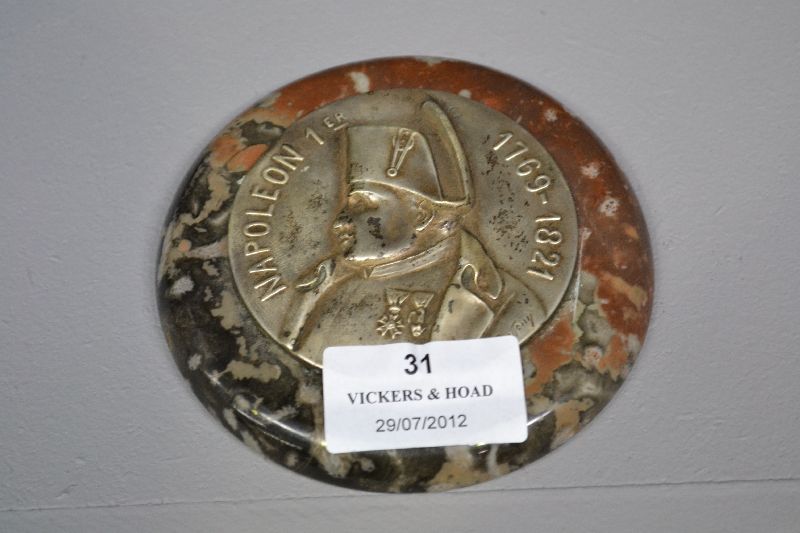 NAPOLEON 1ER
1769-1821
31
VICKERS & HOAD
29/07/2012